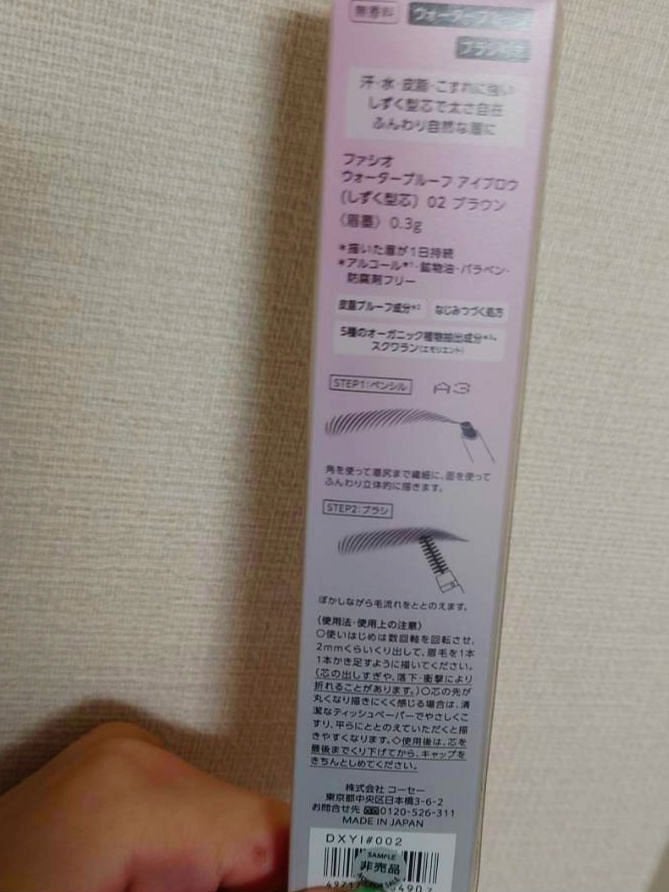 無香料 ウォータープルーフ
ブラシ付き
汗・水・皮脂・こすれに強い
しずく型芯で太さ自在
ふんわり自然な眉に
ファシオ
ウォータープルーフ アイブロウ
(しずく型芯) 02 ブラウン
〈眉墨〉 0.3g
*描いた眉が1日持続
*アルコール*1・鉱物油・パラベン・
防腐剤フリー
皮脂プルーフ成分*2 なじみつづく処方
5種のオーガニック植物抽出成分*3*
スクワラン(エモリエント)
STEP1:ペンシル A3
角を使って眉尻まで繊細に、面を使って
ふんわり立体的に描きます。
STEP2:ブラシ
ぼかしながら毛流れをととのえます。
〈使用法・使用上の注意〉
○使いはじめは数回軸を回転させ、
2mmくらいくり出して、眉毛を1本
1本かき足すように描いてください。
(芯の出しすぎや、落下・衝撃により
折れることがあります。)○芯の先が
丸くなり描きにくく感じる場合は、清
潔なティッシュペーパーでやさしくこ
すり、平らにととのえていただくと描
きやすくなります。◇使用後は、芯を
最後までくり下げてから、キャップを
きちんとしめてください。
株式会社 コーセー
東京都中央区日本橋3-6-2
お問合せ先 0120-526-311
MADE IN JAPAN
DXYI#002
SAMPLE
非売品